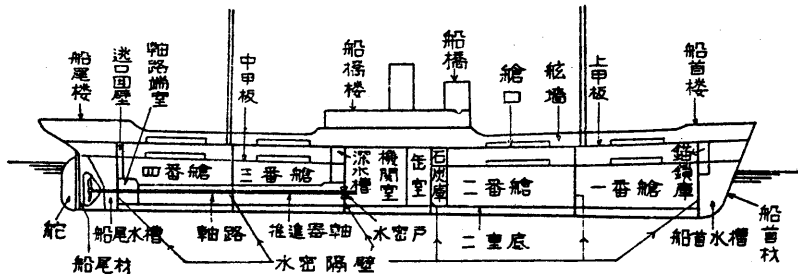 船尾楼
逃口囲壁
軸路端室
中甲板
船橋楼
船橋
艙口
舷墻
上甲板
船首楼
四番艙
三番艙
深水槽
機関室
缶室
石炭庫
二番艙
一番艙
錨鎖庫
舵
船尾材
船尾水槽
軸路
推進器軸
水密戸
水密隔壁
二重底
船首水槽
船首材